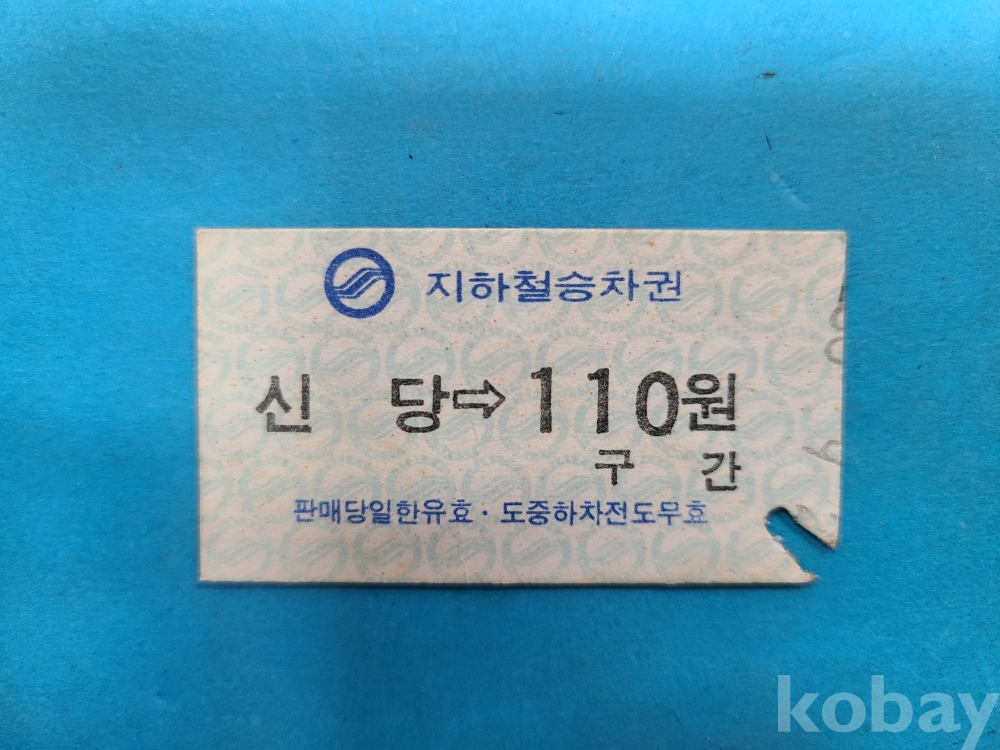 지하철승차권
신 당⇨110원
구 간
판매당일한유효·도중하차전도무효
kobay